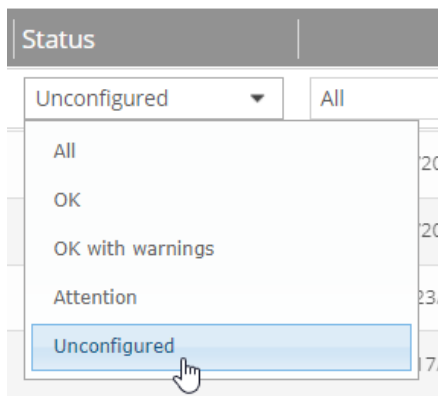 Status
Unconfigured
All
All
OK
OK with warnings
Attention
Unconfigured